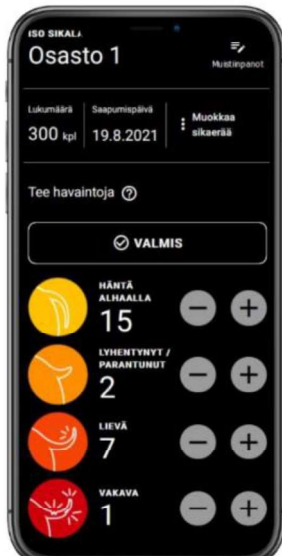 ISO SIKALA
Osasto 1
Muistiinpanot
Lukumäärä
300 kpl
Saapumispäivä
19.8.2021
Muokkaa
sikaerää
Tee havaintoja
VALMIS
HÄNTÄ
ALHAALLA
15
LYHENTYNYT /
PARANTUNUT
2
LIEVÄ
7
VAKAVA
1